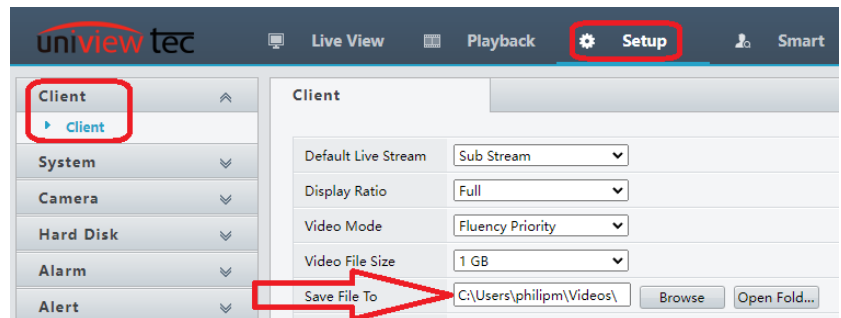 uniview tec
Live View Playback Setup Smart
Client
Client
System
Camera
Hard Disk
Alarm
Alert
Client
Default Live Stream Sub Stream
Display Ratio Full
Video Mode Fluency Priority
Video File Size 1 GB
Save File To C:\Users\philipm\Videos\ Browse Open Fold...